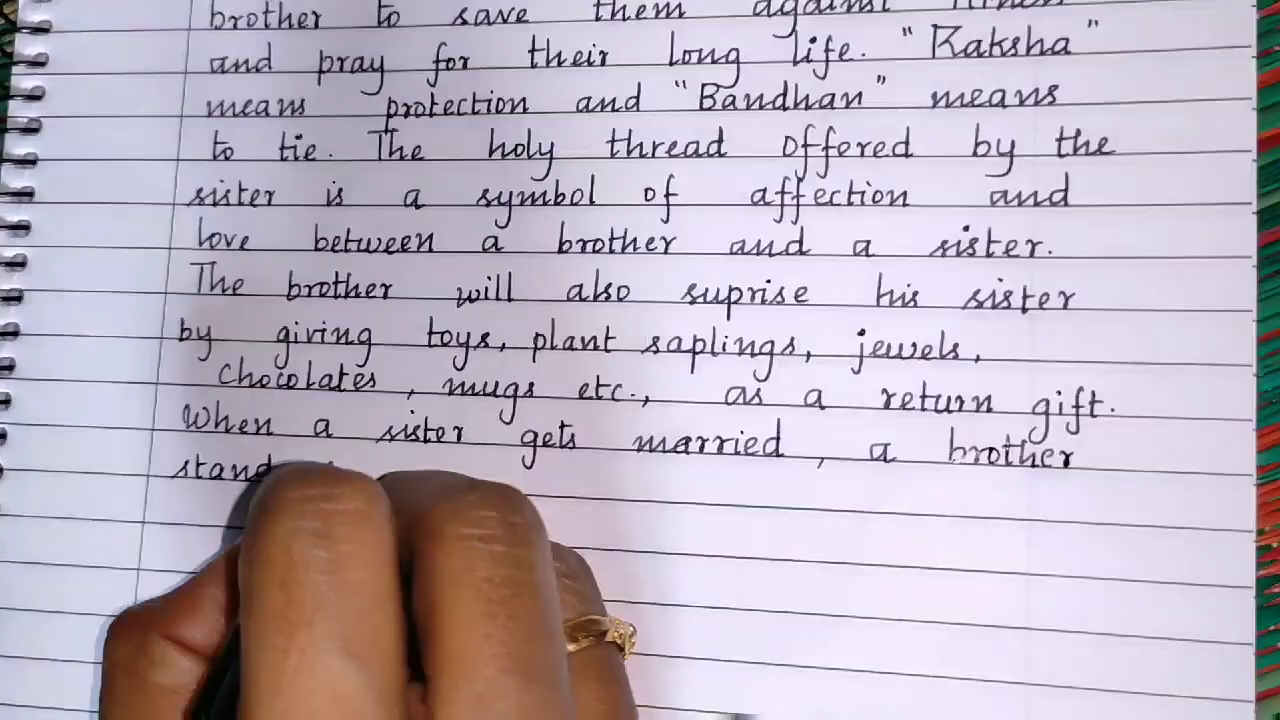 brother to save them against
and pray for their long life. "Raksha"
means protection and "Bandhan" means
to tie. The holy thread offered by the
sister is a symbol of affection and
love between a brother and a sister.
The brother will also suprise his sister
by giving toys, plant saplings, jewels,
chocolates, mugs etc., as a return gift.
When a sister gets married, a brother
stand